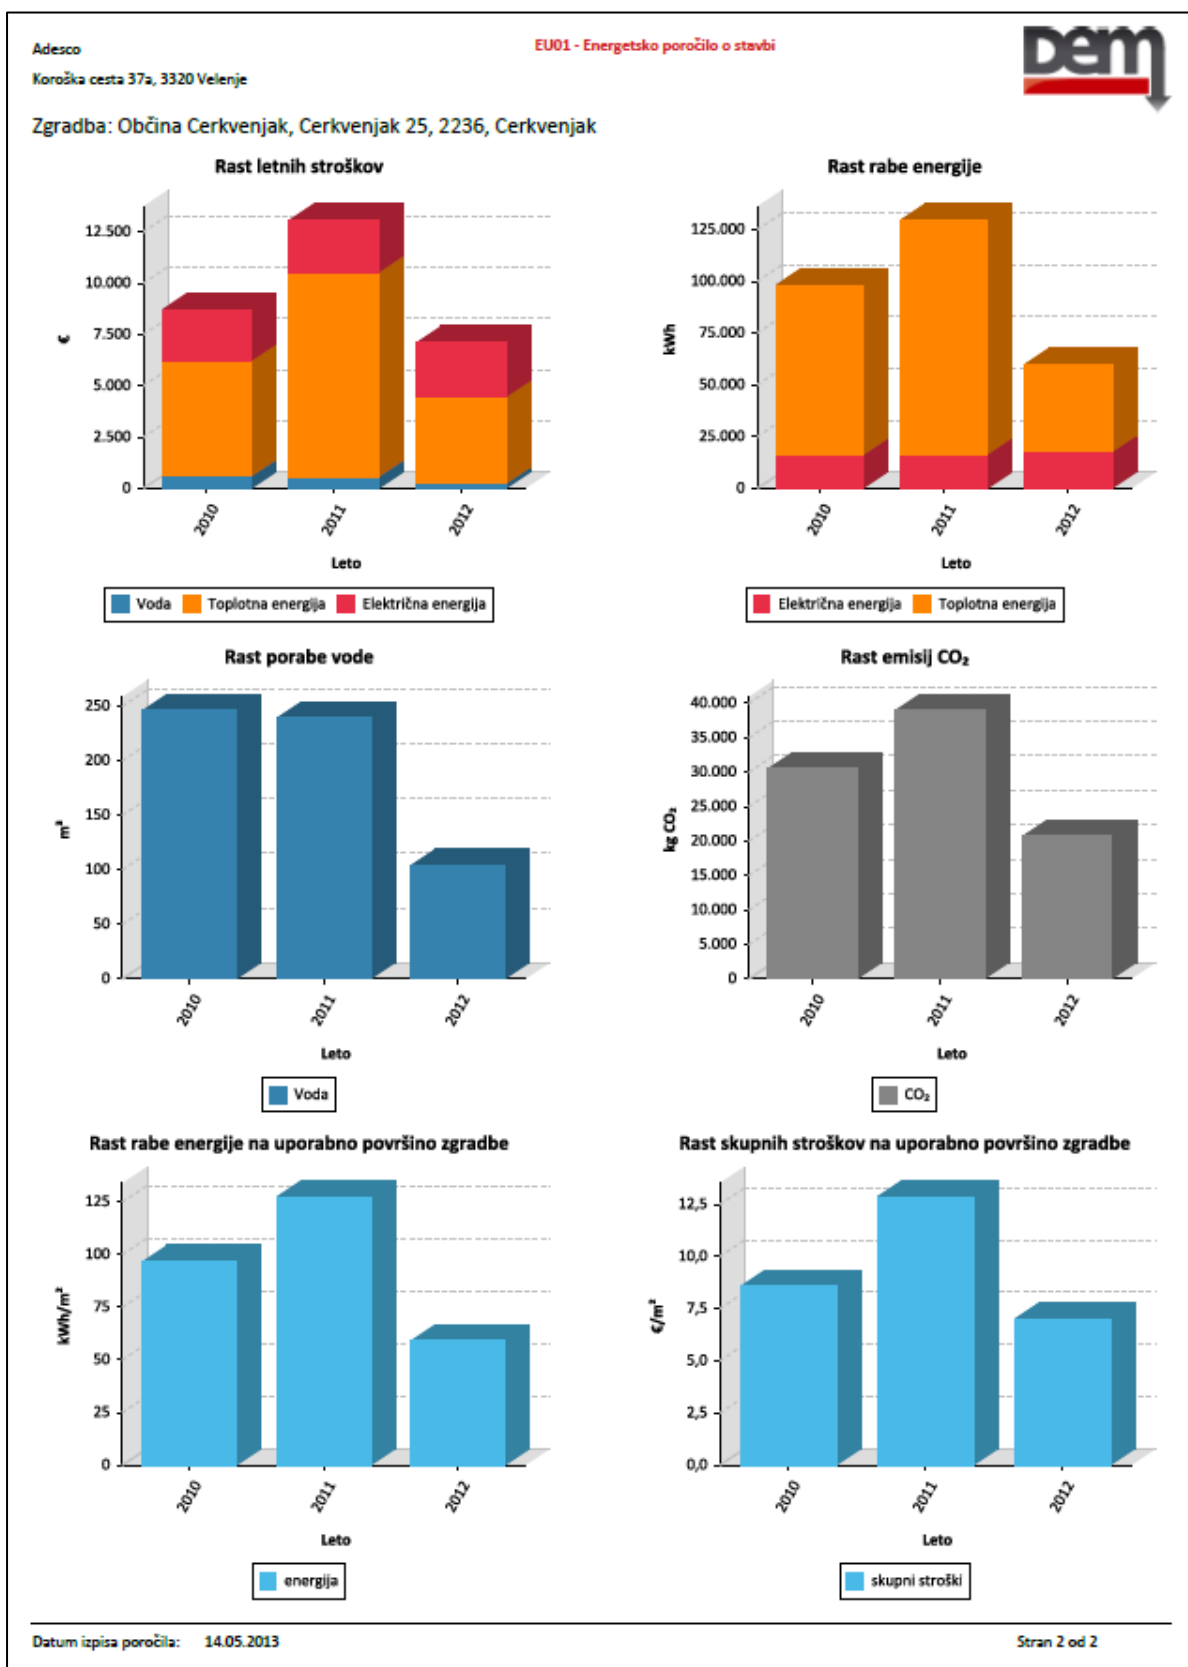 Adesco
EU01 - Energetsko poročilo o stavbi
DEM
Koroška cesta 37a, 3320 Velenje
Zgradba: Občina Cerkvenjak, Cerkvenjak 25, 2236, Cerkvenjak
Rast letnih stroškov
12.500
10.000
7.500
5.000
2.500
0
€
2010
2011
2012
Leto
Voda Toplotna energija Električna energija
Rast rabe energije
125.000
100.000
75.000
50.000
25.000
0
kWh
2010
2011
2012
Leto
Električna energija Toplotna energija
Rast porabe vode
250
200
150
100
50
0
m³
2010
2011
2012
Leto
Voda
Rast emisij CO₂
40.000
35.000
30.000
25.000
20.000
15.000
10.000
5.000
0
kg CO₂
2010
2011
2012
Leto
CO₂
Rast rabe energije na uporabno površino zgradbe
125
100
75
50
25
0
kWh/m²
2010
2011
2012
Leto
energija
Rast skupnih stroškov na uporabno površino zgradbe
12,5
10,0
7,5
5,0
2,5
0,0
€/m²
2010
2011
2012
Leto
skupni stroški
Datum izpisa poročila: 14.05.2013
Stran 2 od 2